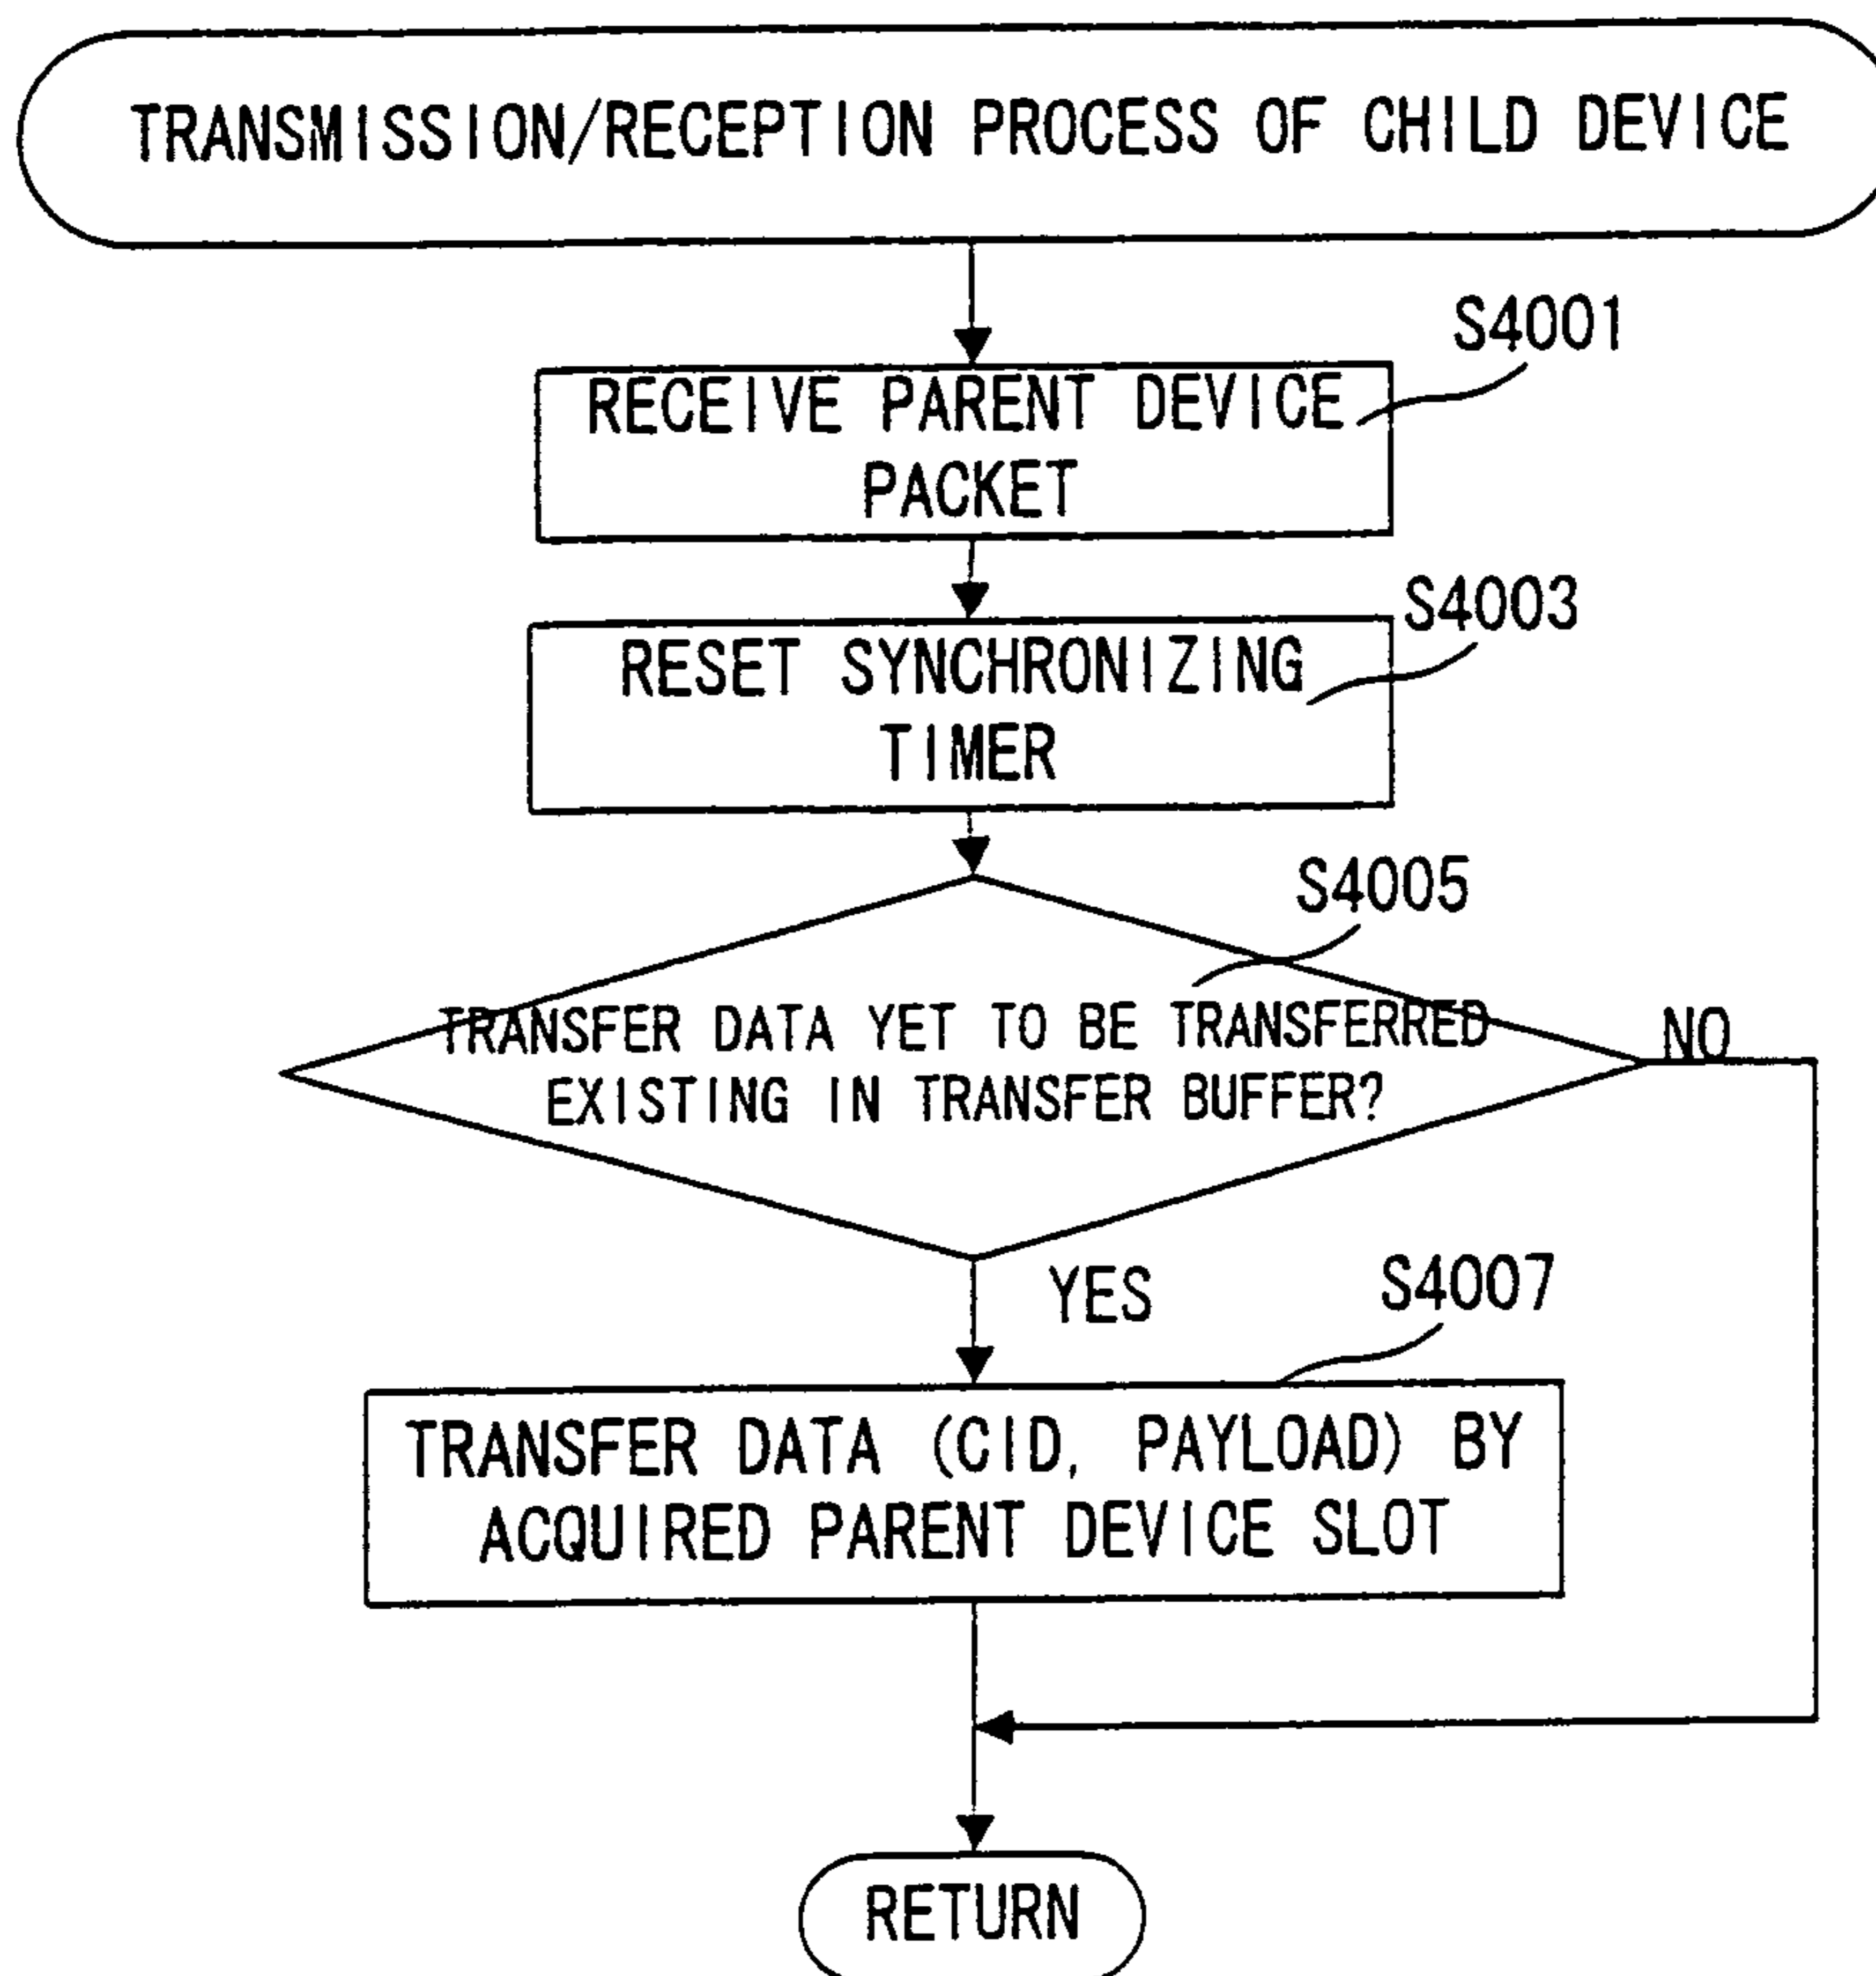 TRANSMISSION/RECEPTION PROCESS OF CHILD DEVICE
S4001
RECEIVE PARENT DEVICE
PACKET
S4003
RESET SYNCHRONIZING
TIMER
S4005
TRANSFER DATA YET TO BE TRANSFERRED
EXISTING IN TRANSFER BUFFER?
NO
YES
S4007
TRANSFER DATA (CID, PAYLOAD) BY
ACQUIRED PARENT DEVICE SLOT
RETURN